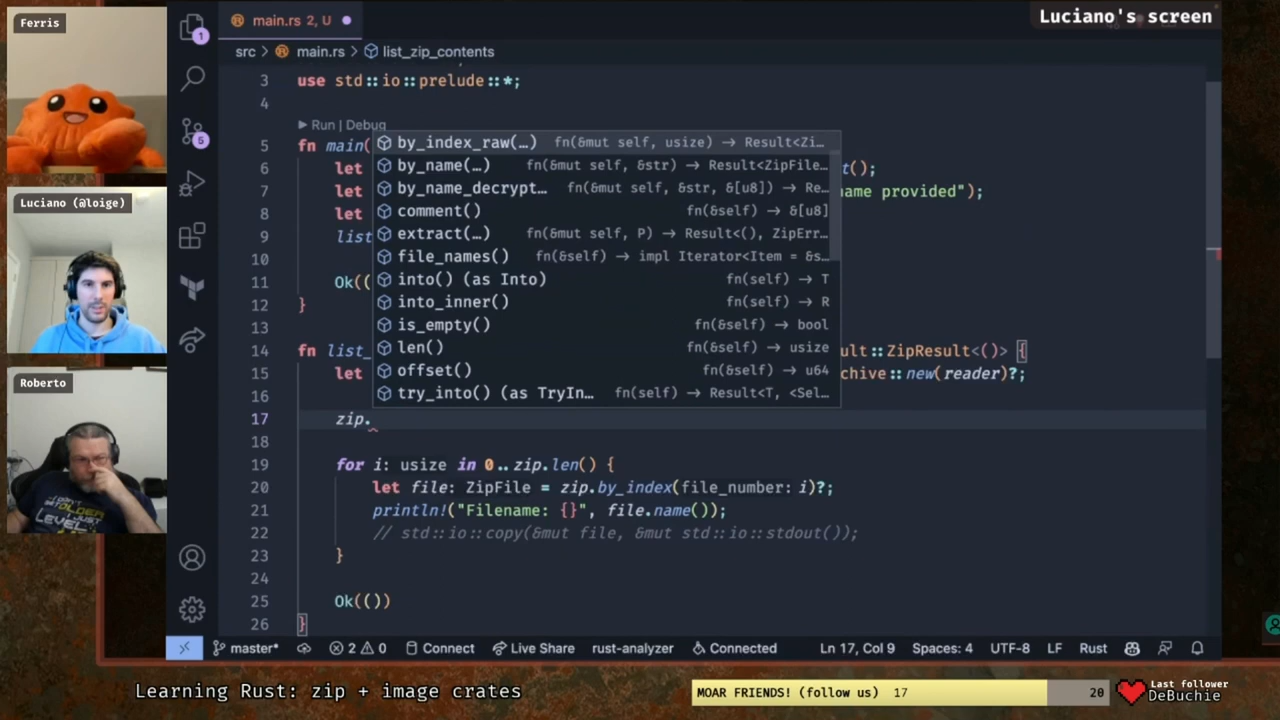 Ferris
Luciano (@loige)
Roberto
1
5
main.rs 2, U
Luciano's screen
src > main.rs > list_zip_contents
3 use std::io::prelude::*;
4
Run | Debug
5 fn main(
6 let t();
7 let name provided");
8 let
9 list
10
11 Ok((
12 }
13
14 fn list_ ult::ZipResult<()> {
15 let chive::new(reader)?;
16
17 zip.
by_index_raw(…) fn(&mut self, usize) → Result<Zi…
by_name(…) fn(&mut self, &str) → Result<ZipFile…
by_name_decrypt… fn(&mut self, &str, &[u8]) → Re…
comment() fn(&self) → &[u8]
extract(…) fn(&mut self, P) → Result<(), ZipErr…
file_names() fn(&self) → impl Iterator<Item = &s…
into() (as Into) fn(self) → T
into_inner() fn(self) → R
is_empty() fn(&self) → bool
len() fn(&self) → usize
offset() fn(&self) → u64
try_into() (as TryIn… fn(self) → Result<T, <Sel…
18
19 for i: usize in 0..zip.len() {
20 let file: ZipFile = zip.by_index(file_number: i)?;
21 println!("Filename: {}", file.name());
22 // std::io::copy(&mut file, &mut std::io::stdout());
23 }
24
25 Ok(())
26 }
master* 2 0 Connect Live Share rust-analyzer Connected Ln 17, Col 9 Spaces: 4 UTF-8 LF Rust
Learning Rust: zip + image crates
MOAR FRIENDS! (follow us) 17 20
Last follower
DeBuchie